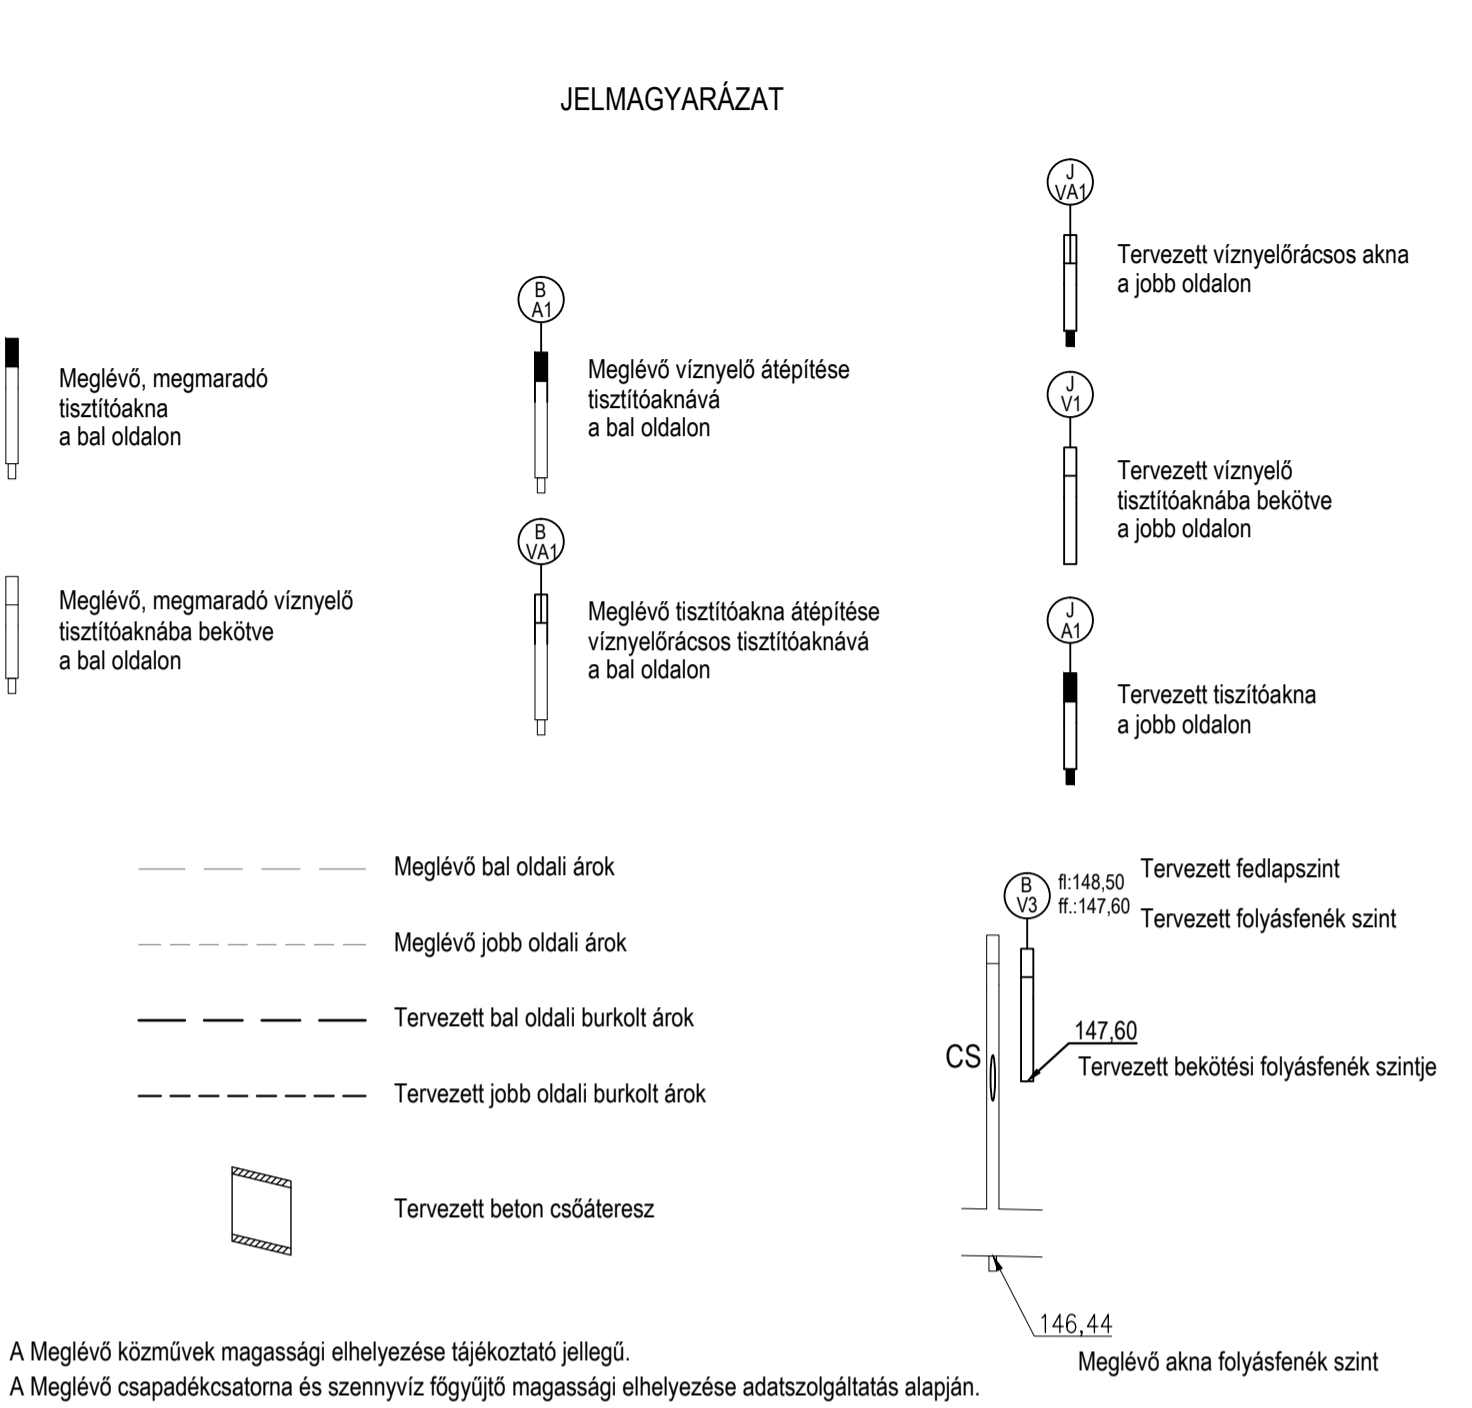 JELMAGYARÁZAT
Meglévő, megmaradó
tisztítóakna
a bal oldalon
Meglévő, megmaradó víznyelő
tisztítóaknába bekötve
a bal oldalon
B
A1
Meglévő víznyelő átépítése
tisztítóaknává
a bal oldalon
B
VA1
Meglévő tisztítóakna átépítése
víznyelőrácsos tisztítóaknává
a bal oldalon
J
VA1
Tervezett víznyelőrácsos akna
a jobb oldalon
J
V1
Tervezett víznyelő
tisztítóaknába bekötve
a jobb oldalon
J
A1
Tervezett tiszítóakna
a jobb oldalon
Meglévő bal oldali árok
Meglévő jobb oldali árok
Tervezett bal oldali burkolt árok
Tervezett jobb oldali burkolt árok
Tervezett beton csőáteresz
B
V3
fl:148,50
ff.:147,60
Tervezett fedlapszint
Tervezett folyásfenék szint
CS
147,60
Tervezett bekötési folyásfenék szintje
146,44
Meglévő akna folyásfenék szint
A Meglévő közművek magassági elhelyezése tájékoztató jellegű.
A Meglévő csapadékcsatorna és szennyvíz főgyűjtő magassági elhelyezése adatszolgáltatás alapján.